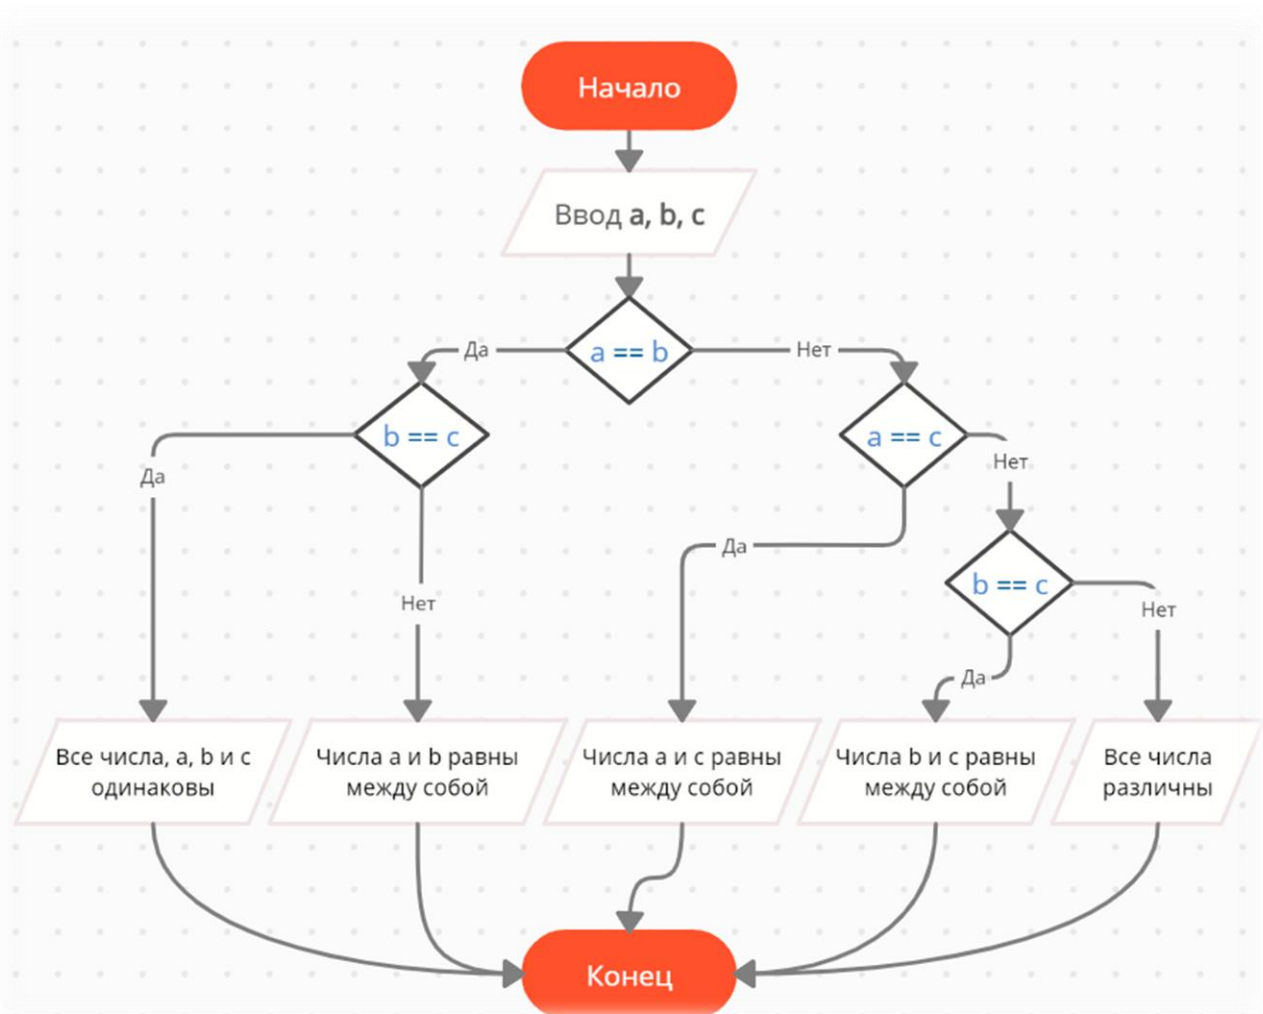 Начало
Ввод a, b, c
a == b
Да
Нет
b == c
a == c
Да
Нет
Да
Нет
b == c
Нет
Да
Все числа, a, b и c
одинаковы
Числа a и b равны
между собой
Числа a и c равны
между собой
Числа b и c равны
между собой
Все числа
различны
Конец